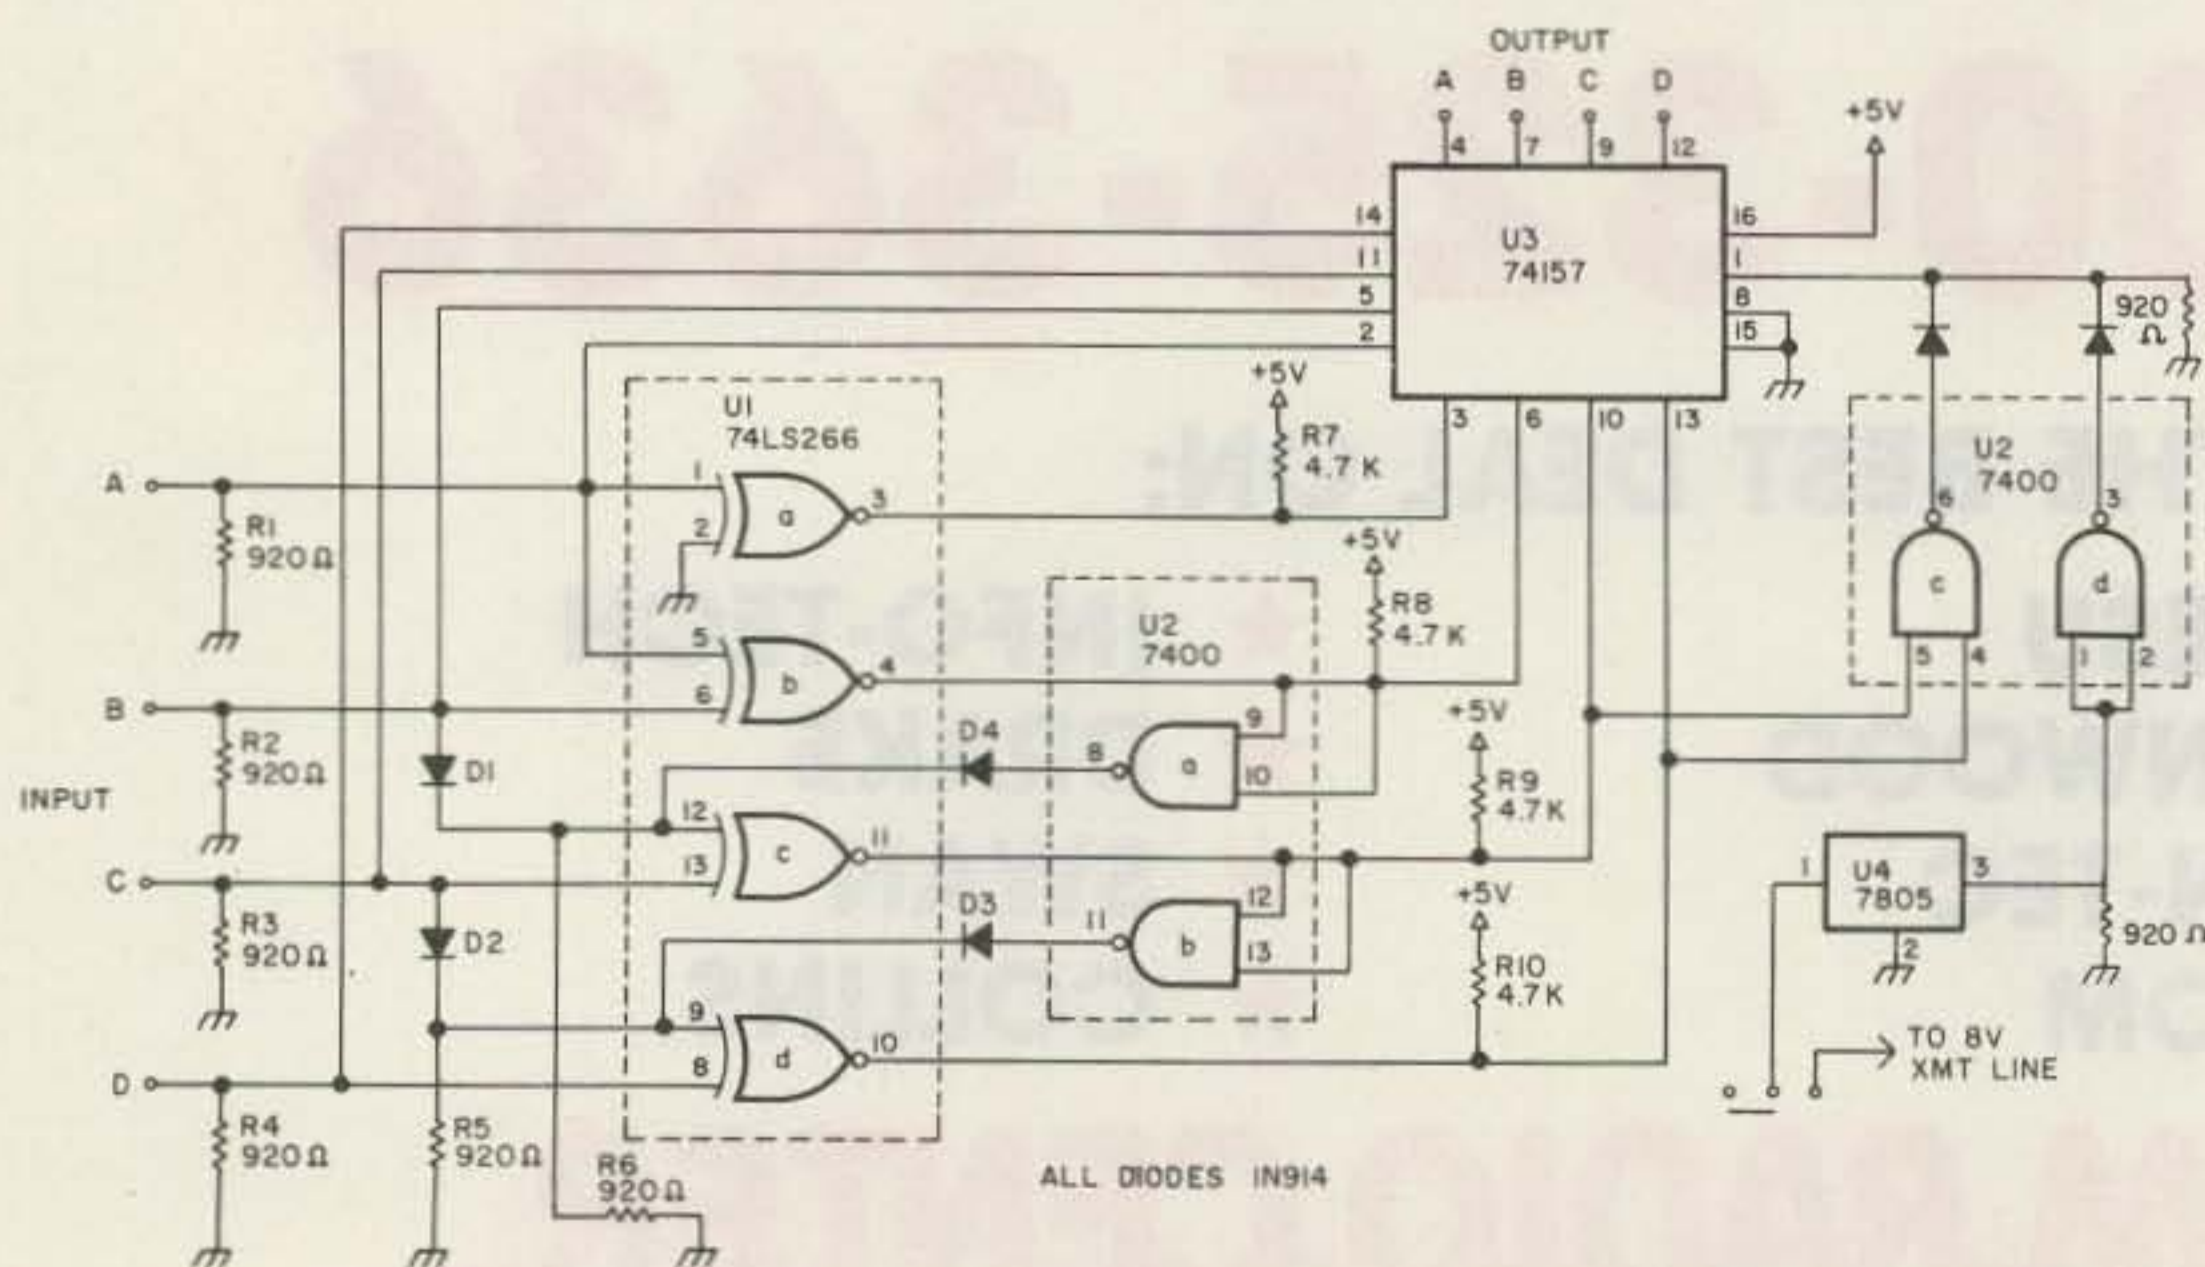 OUTPUT
A B C D
4 7 9 12
+5V
14
11
5
2
U3
74157
16
1
8
15
920
Ω
3 6 10 13
U1
74LS266
+5V
R7
4.7 K
U2
7400
A
R1
920Ω
1
2
a
3
6
3
c
d
5 4 1 2
+5V
R8
4.7 K
5
6
b
4
U2
7400
B
R2
920Ω
D1
D4
8
a
9
10
+5V
R9
4.7K
INPUT
12
13
c
11
C
R3
920Ω
D2
D3
11
b
12
13
+5V
R10
4.7K
1
U4
7805
3
2
920 Ω
9
8
d
10
D
R4
920Ω
R5
920Ω
R6
920Ω
TO 8V
XMT LINE
ALL DIODES IN914